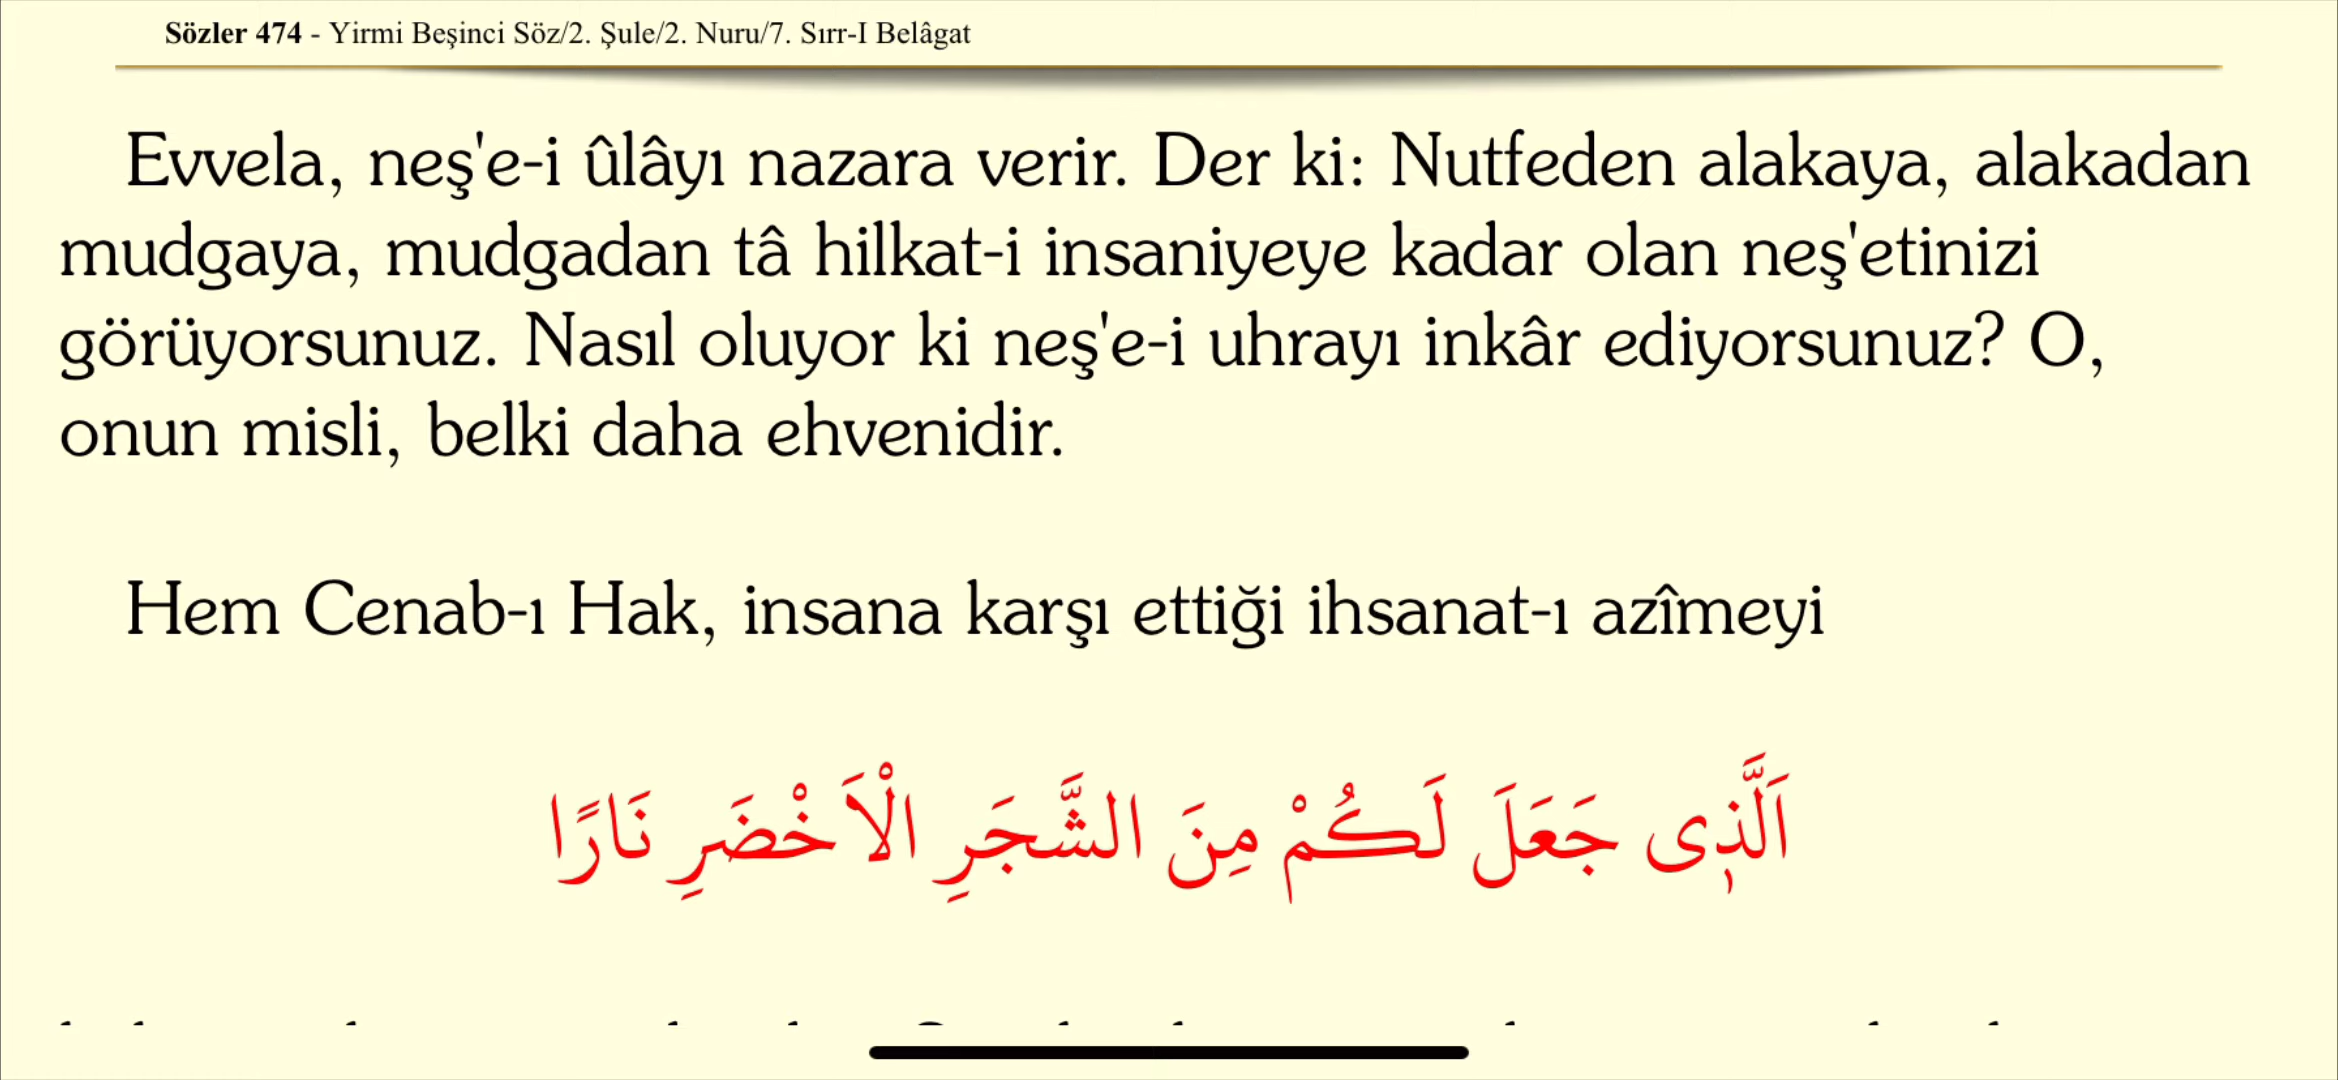 Sözler 474 - Yirmi Beşinci Söz/2. Şule/2. Nuru/7. Sırr-I Belâgat
Evvela, neş'e-i ûlâyı nazara verir. Der ki: Nutfeden alakaya, alakadan
mudgaya, mudgadan tâ hilkat-i insaniyeye kadar olan neş'etinizi
görüyorsunuz. Nasıl oluyor ki neş'e-i uhrayı inkâr ediyorsunuz? O,
onun misli, belki daha ehvenidir.
Hem Cenab-ı Hak, insana karşı ettiği ihsanat-ı azîmeyi
اَلَّذ۪ى جَعَلَ لَكُمْ مِنَ الشَّجَرِ الْاَخْضَرِ نَارًا